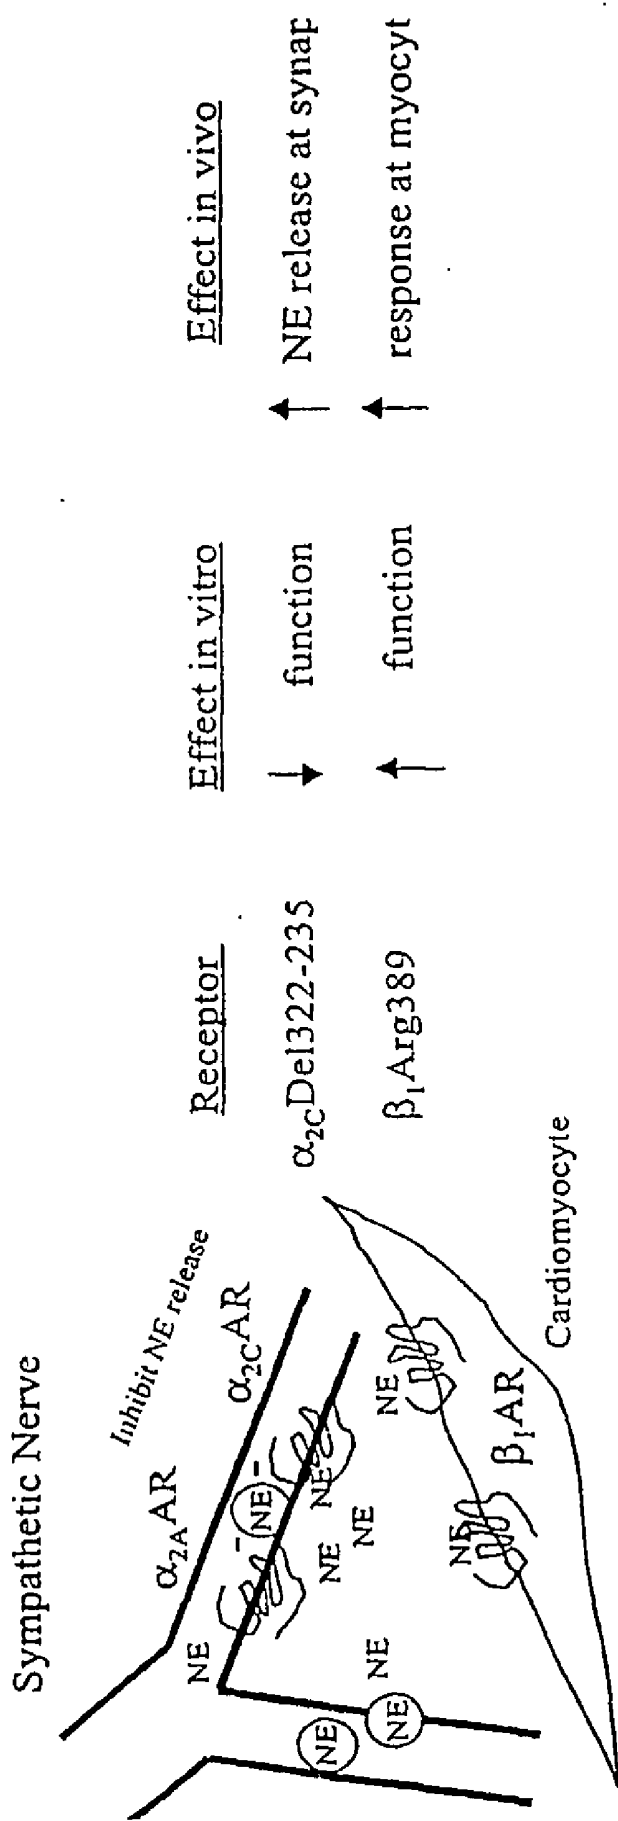 Sympathetic Nerve
Inhibit NE release
α2AAR
α2CAR
NE
NE
NE
NE
NE
NE
NE
NE
NE
NE
β1AR
Cardiomyocyte
Receptor Effect in vitro Effect in vivo
α2CDel322-235 function NE release at synap
β1Arg389 function response at myocyt